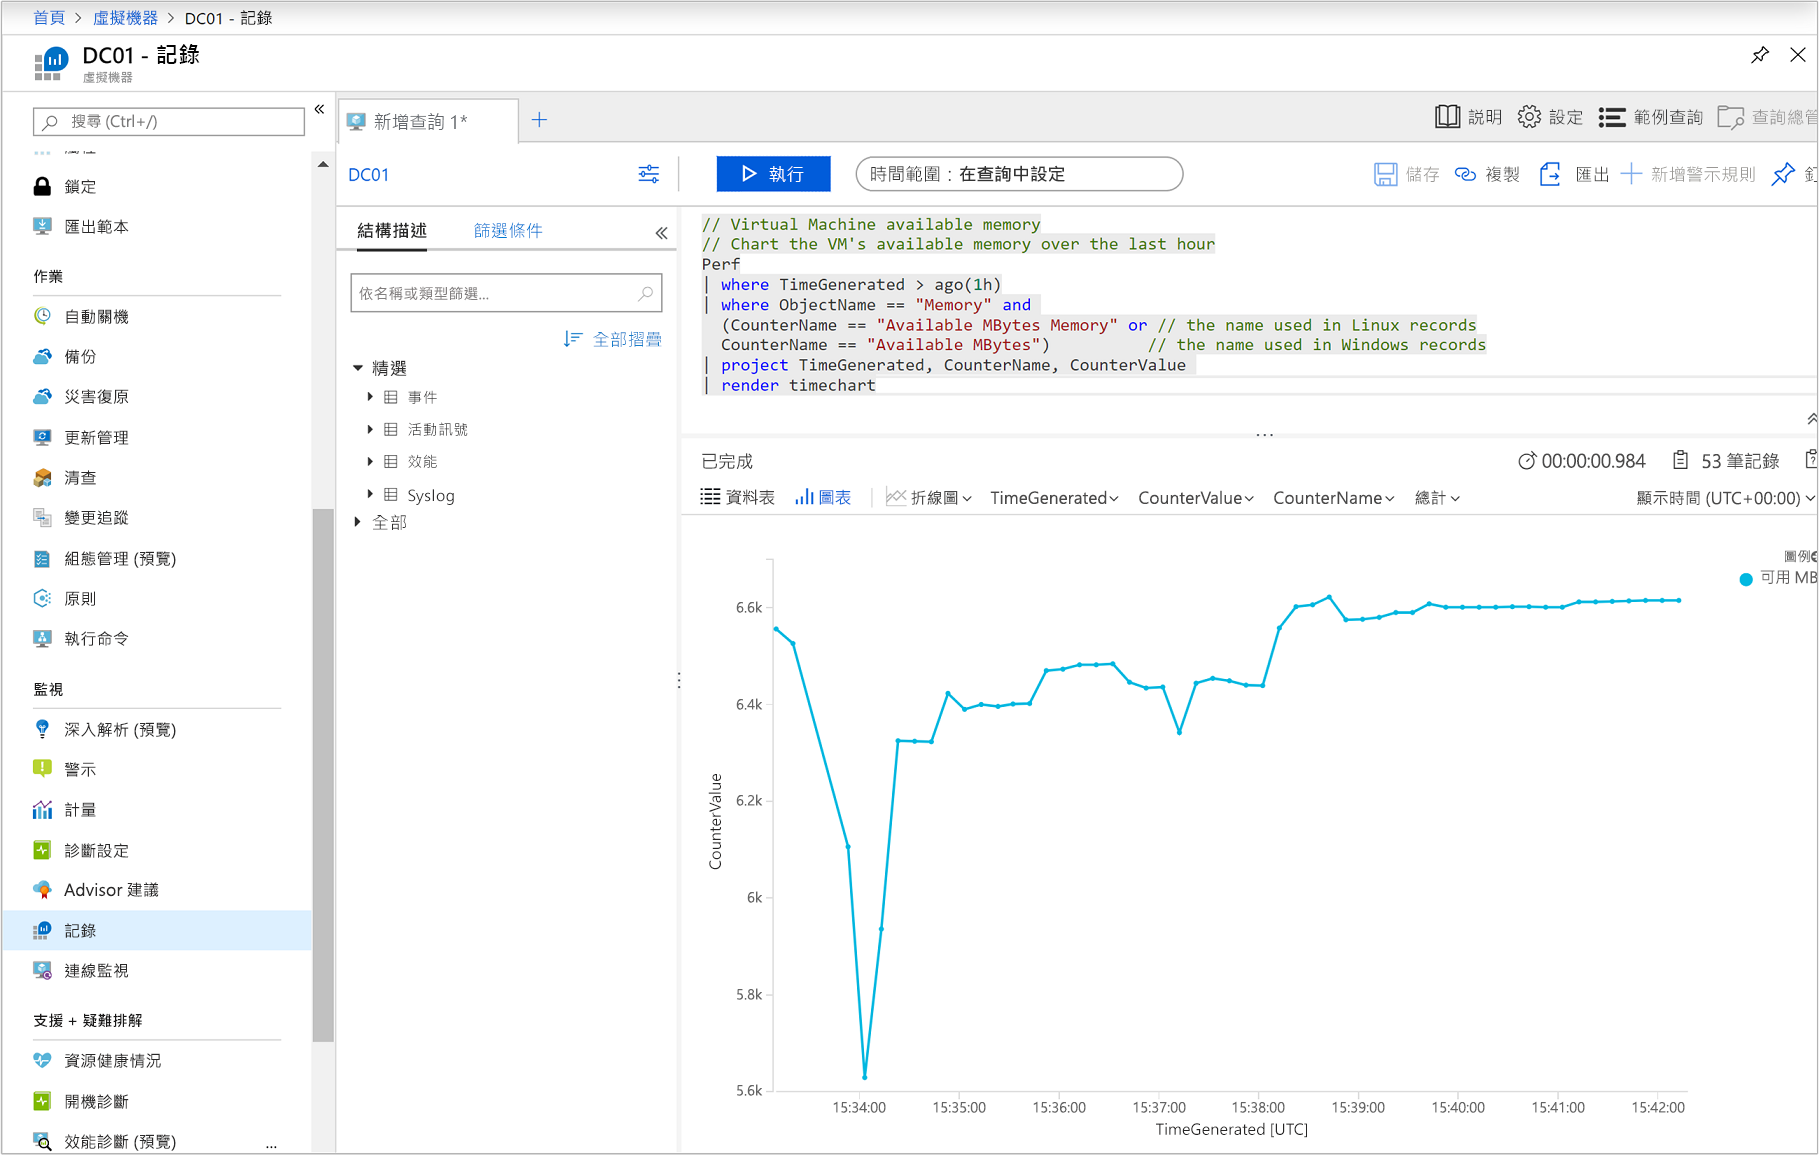 首頁 > 虛擬機器 > DC01 - 記錄
DC01 - 記錄
虛擬機器
搜尋 (Ctrl+/)
鎖定
匯出範本
作業
自動關機
備份
災害復原
更新管理
清查
變更追蹤
組態管理 (預覽)
原則
執行命令
監視
深入解析 (預覽)
警示
計量
診斷設定
Advisor 建議
記錄
連線監視
支援 + 疑難排解
資源健康情況
開機診斷
效能診斷 (預覽)
新增查詢 1*
說明
設定
範例查詢
查詢總管
DC01
執行
時間範圍：在查詢中設定
儲存
複製
匯出
新增警示規則
結構描述
篩選條件
依名稱或類型篩選...
全部摺疊
精選
事件
活動訊號
效能
Syslog
全部
// Virtual Machine available memory
// Chart the VM's available memory over the last hour
Perf
| where TimeGenerated > ago(1h)
| where ObjectName == "Memory" and
(CounterName == "Available MBytes Memory" or // the name used in Linux records
CounterName == "Available MBytes") // the name used in Windows records
| project TimeGenerated, CounterName, CounterValue
| render timechart
已完成
00:00:00.984
53 筆記錄
資料表
圖表
折線圖
TimeGenerated
CounterValue
CounterName
總計
顯示時間 (UTC+00:00)
圖例
可用 MB
6.6k
6.4k
6.2k
6k
5.8k
5.6k
CounterValue
15:34:00 15:35:00 15:36:00 15:37:00 15:38:00 15:39:00 15:40:00 15:41:00 15:42:00
TimeGenerated [UTC]